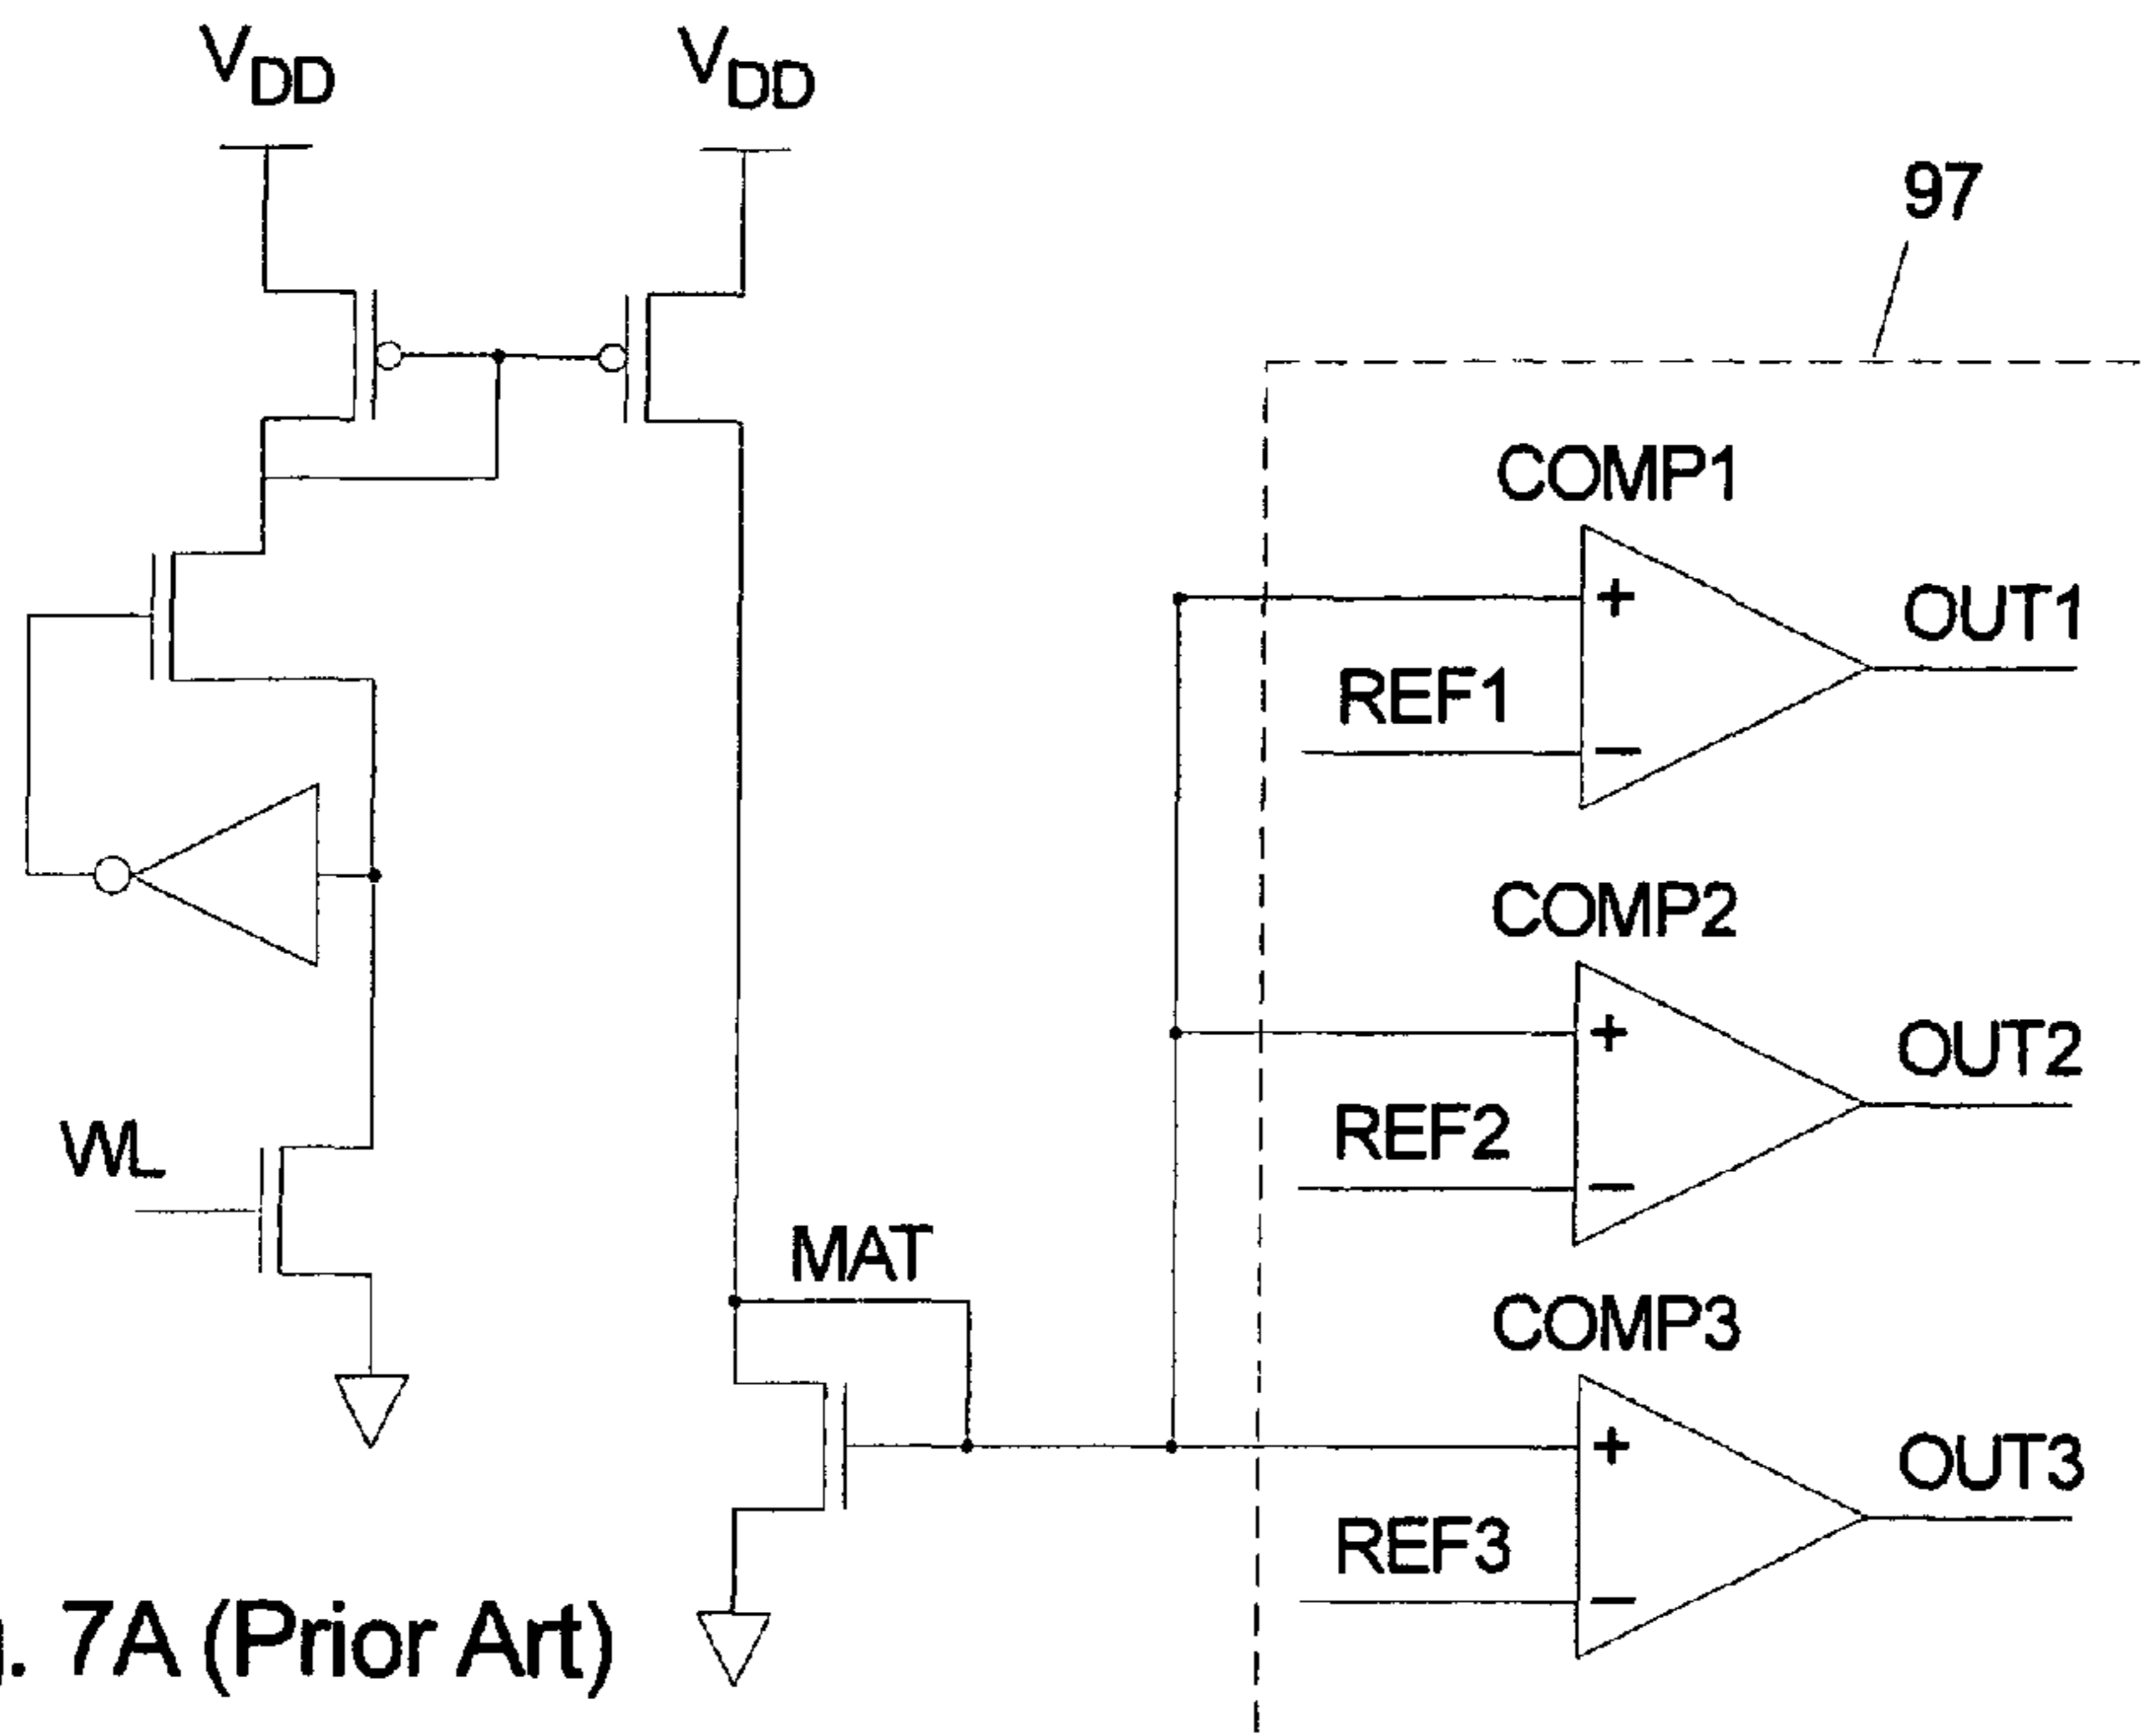 VDD
VDD
97
COMP1
+
OUT1
REF1
−
COMP2
+
OUT2
REF2
−
WL
MAT
COMP3
+
OUT3
REF3
−
7A (Prior Art)